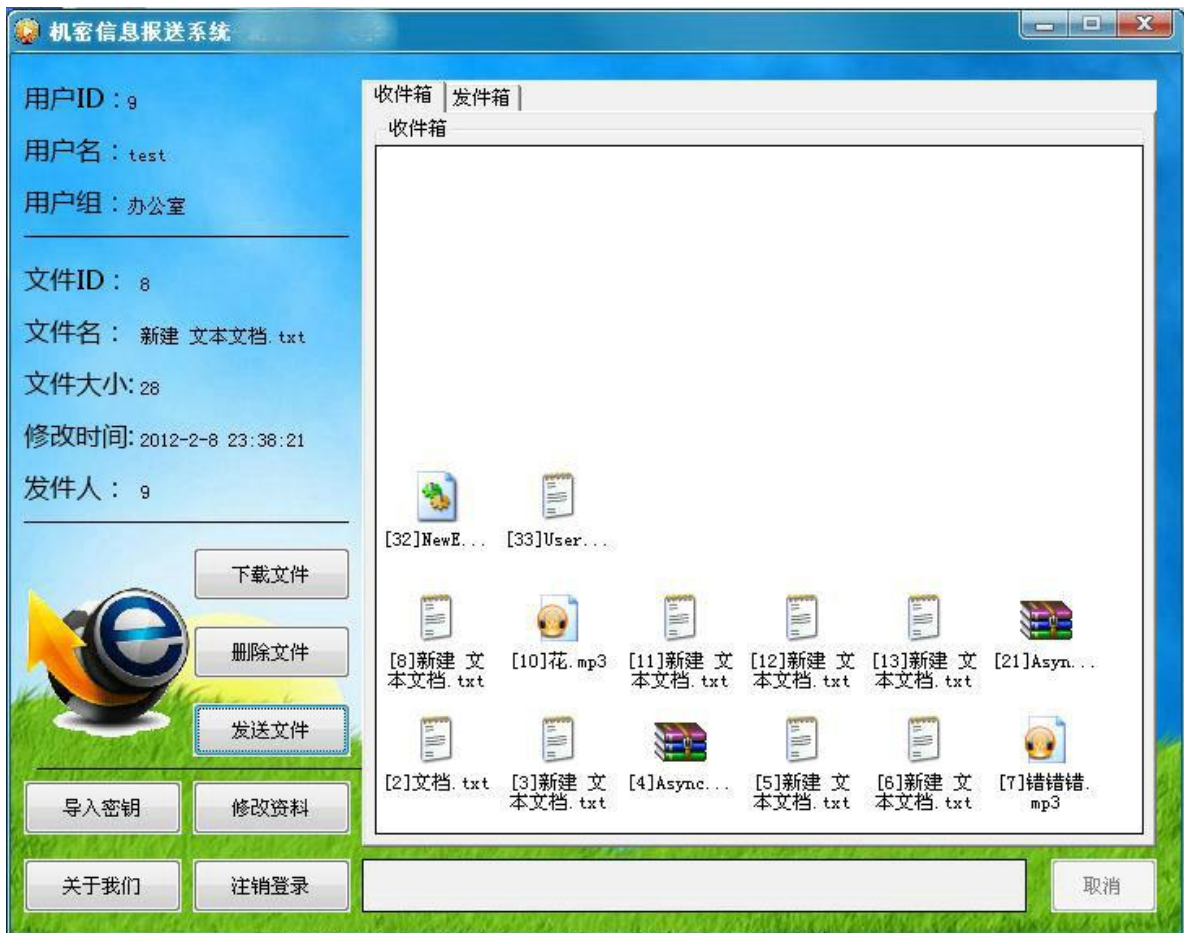 机密信息报送系统
用户ID：9
用户名：test
用户组：办公室
文件ID： 8
文件名： 新建 文本文档.txt
文件大小: 28
修改时间: 2012-2-8 23:38:21
发件人： 9
下载文件
删除文件
发送文件
导入密钥
修改资料
关于我们
注销登录
收件箱
发件箱
收件箱
[32]NewE...
[33]User...
[8]新建 文
本文档.txt
[10]花.mp3
[11]新建 文
本文档.txt
[12]新建 文
本文档.txt
[13]新建 文
本文档.txt
[21]Asyn...
[2]文档.txt
[3]新建 文
本文档.txt
[4]Async...
[5]新建 文
本文档.txt
[6]新建 文
本文档.txt
[7]错错错.
mp3
取消